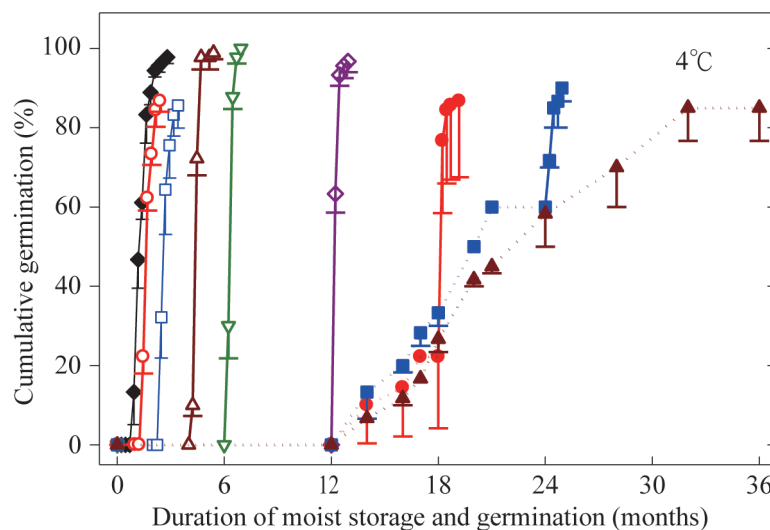 100
80
60
40
20
0
Cumulative germination (%)
4℃
0 6 12 18 24 30 36
Duration of moist storage and germination (months)